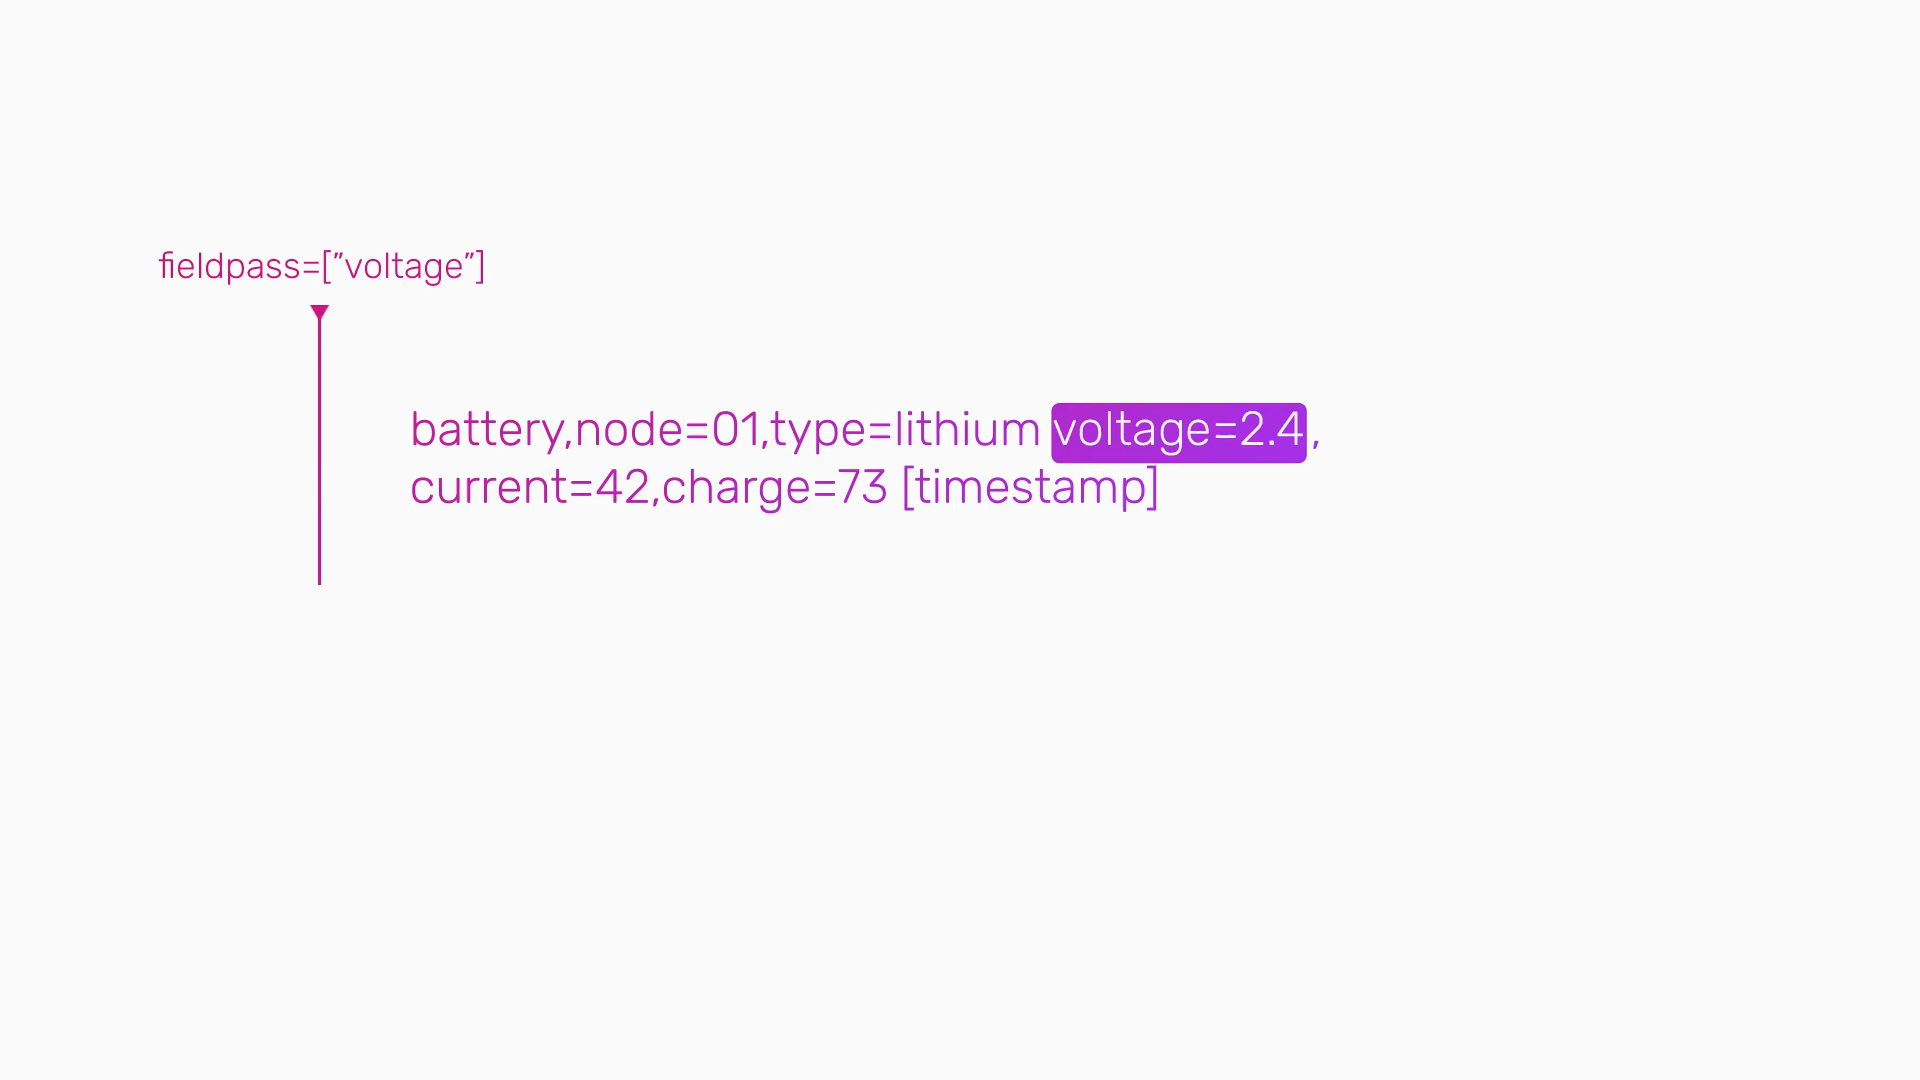 fieldpass=["voltage"]
battery,node=01,type=lithium voltage=2.4,
current=42,charge=73 [timestamp]